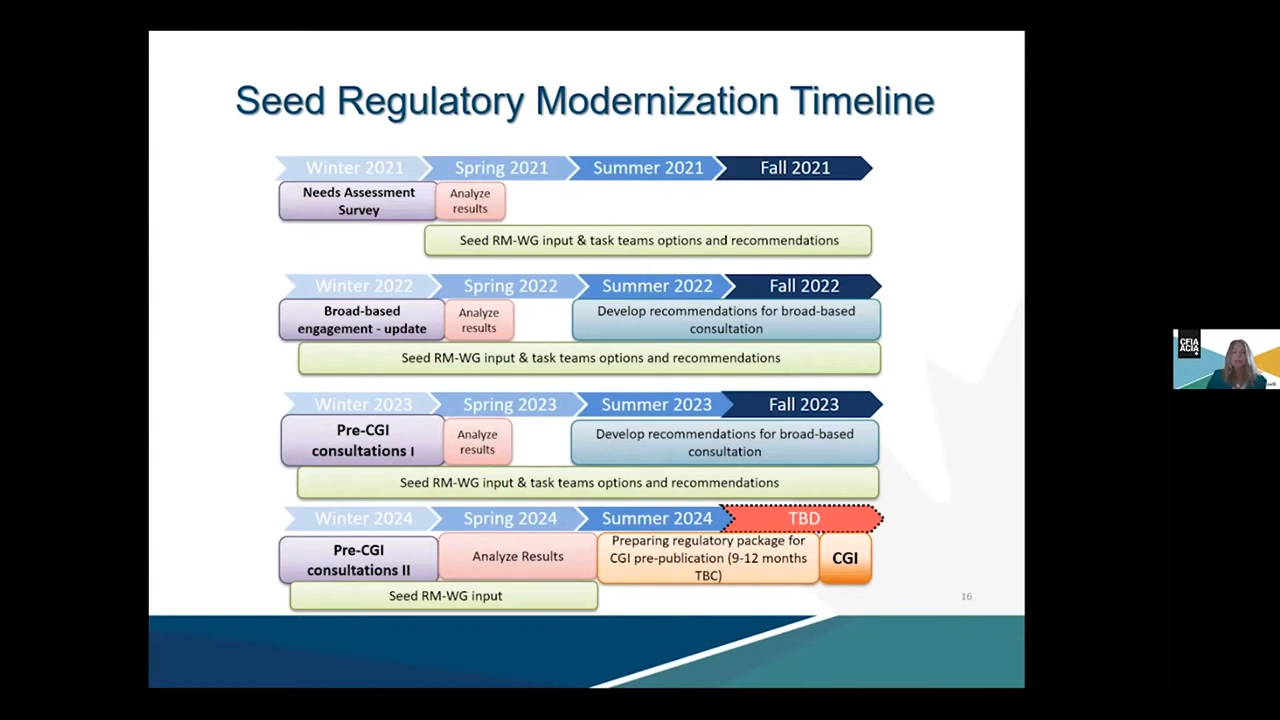 Seed Regulatory Modernization Timeline
Winter 2021 Spring 2021 Summer 2021 Fall 2021
Needs Assessment
Survey
Analyze
results
Seed RM-WG input & task teams options and recommendations
Winter 2022 Spring 2022 Summer 2022 Fall 2022
Broad-based
engagement - update
Analyze
results
Develop recommendations for broad-based
consultation
Seed RM-WG input & task teams options and recommendations
Winter 2023 Spring 2023 Summer 2023 Fall 2023
Pre-CGI
consultations I
Analyze
results
Develop recommendations for broad-based
consultation
Seed RM-WG input & task teams options and recommendations
Winter 2024 Spring 2024 Summer 2024 TBD
Pre-CGI
consultations II
Analyze Results
Preparing regulatory package for
CGI pre-publication (9-12 months
TBC)
CGI
Seed RM-WG input
16
CFIA
ACIA